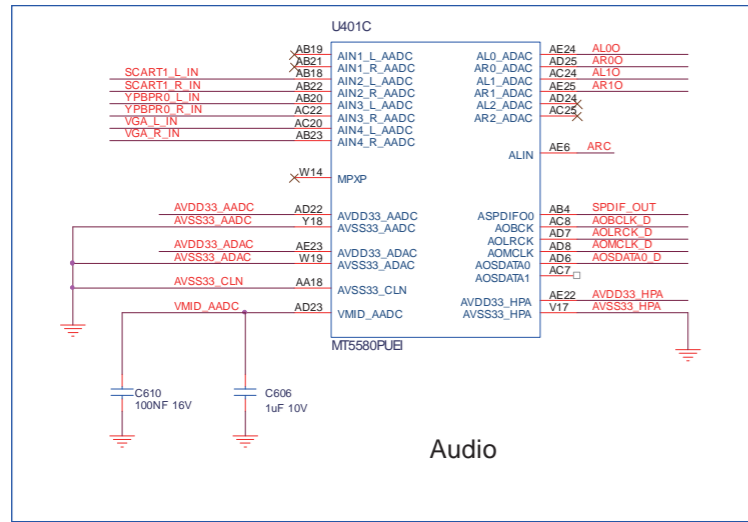 U401C
AB19 AIN1_L_AADC AL0_ADAC AE24 AL0O
AB21 AIN1_R_AADC AR0_ADAC AD25 AR0O
SCART1_L_IN AB18 AIN2_L_AADC AL1_ADAC AC24 AL1O
SCART1_R_IN AB22 AIN2_R_AADC AR1_ADAC AE25 AR1O
YPBPR0_L_IN AB20 AIN3_L_AADC AL2_ADAC AD24
YPBPR0_R_IN AC22 AIN3_R_AADC AR2_ADAC AC25
VGA_L_IN AC20 AIN4_L_AADC
VGA_R_IN AB23 AIN4_R_AADC
ALIN AE6 ARC
W14 MPXP
AVDD33_AADC AD22 AVDD33_AADC ASPDIFO0 AB4 SPDIF_OUT
AVSS33_AADC Y18 AVSS33_AADC AOBCK AC8 AOBCLK_D
AOLRCK AD7 AOLRCK_D
AVDD33_ADAC AE23 AVDD33_ADAC AOMCLK AD8 AOMCLK_D
AVSS33_ADAC W19 AVSS33_ADAC AOSDATA0 AD6 AOSDATA0_D
AOSDATA1 AC7
AVSS33_CLN AA18 AVSS33_CLN
AVDD33_HPA AE22 AVDD33_HPA
VMID_AADC AD23 VMID_AADC AVSS33_HPA V17 AVSS33_HPA
MT5580PUEI
C610 C606
100NF 16V 1uF 10V
Audio